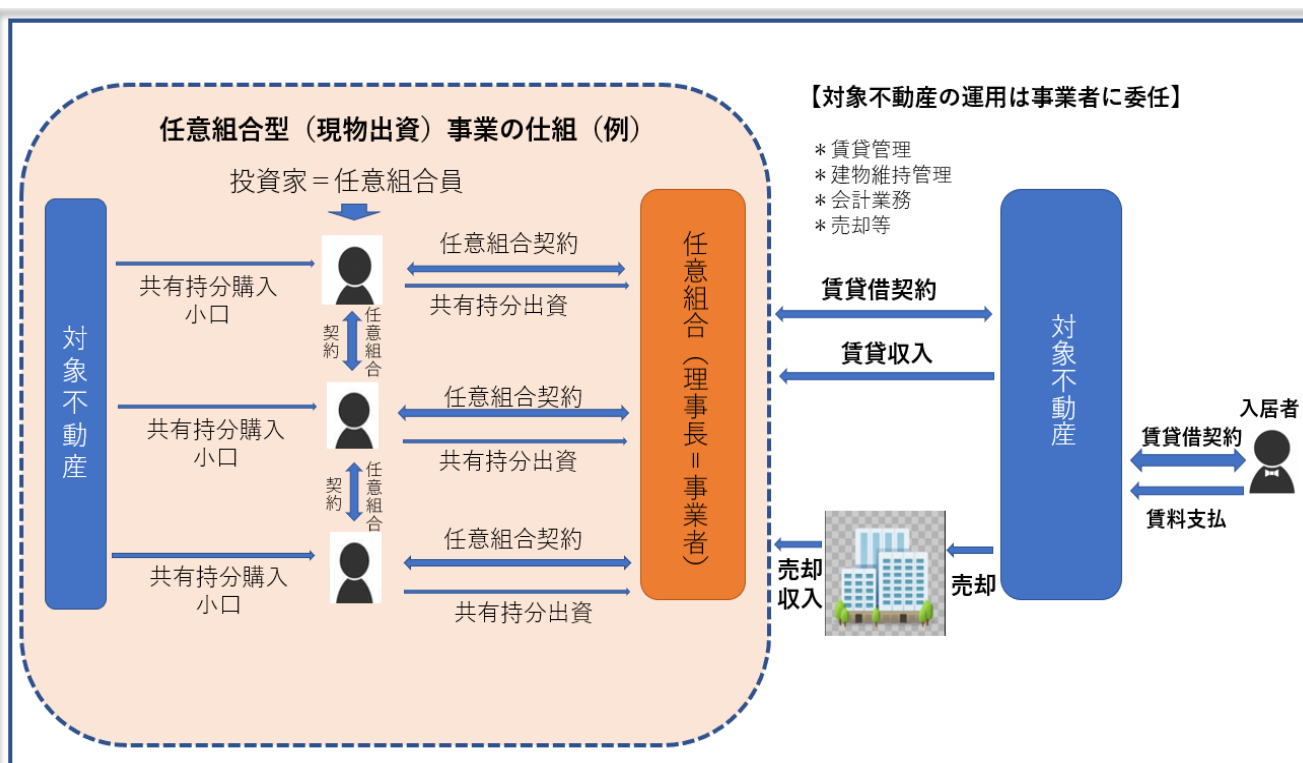 任意組合型（現物出資）事業の仕組（例）
投資家＝任意組合員
対象不動産
共有持分購入
小口
任意組合契約
共有持分出資
任意組合
契約
共有持分購入
小口
任意組合契約
共有持分出資
任意組合
契約
共有持分購入
小口
任意組合契約
共有持分出資
任意組合（理事長＝事業者）
【対象不動産の運用は事業者に委任】
＊賃貸管理
＊建物維持管理
＊会計業務
＊売却等
賃貸借契約
賃貸収入
売却
収入
売却
対象不動産
入居者
賃貸借契約
賃料支払